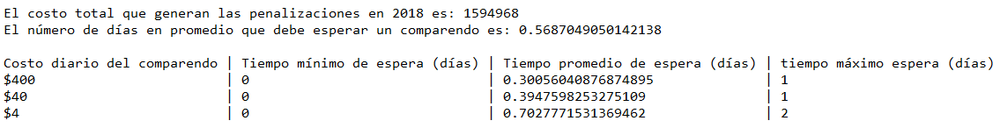 El costo total que generan las penalizaciones en 2018 es: 1594968
El número de días en promedio que debe esperar un comparendo es: 0.5687049050142138
Costo diario del comparendo | Tiempo mínimo de espera (días) | Tiempo promedio de espera (días) | tiempo máximo espera (días)
$400 | 0 | 0.30056040876874895 | 1
$40 | 0 | 0.3947598253275109 | 1
$4 | 0 | 0.7027771531369462 | 2